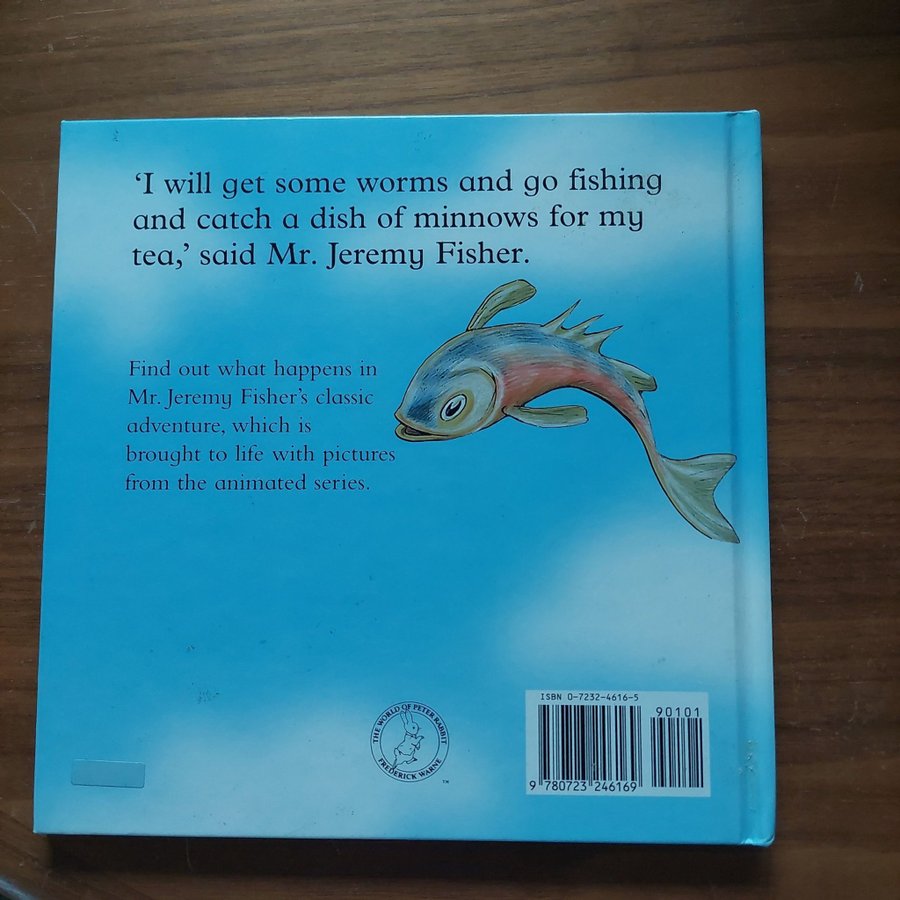 ‘I will get some worms and go fishing
and catch a dish of minnows for my
tea,’ said Mr. Jeremy Fisher.
Find out what happens in
Mr. Jeremy Fisher’s classic
adventure, which is
brought to life with pictures
from the animated series.
THE WORLD OF PETER RABBIT
FREDERICK WARNE
™
ISBN 0-7232-4616-5
90101
9 780723 246169